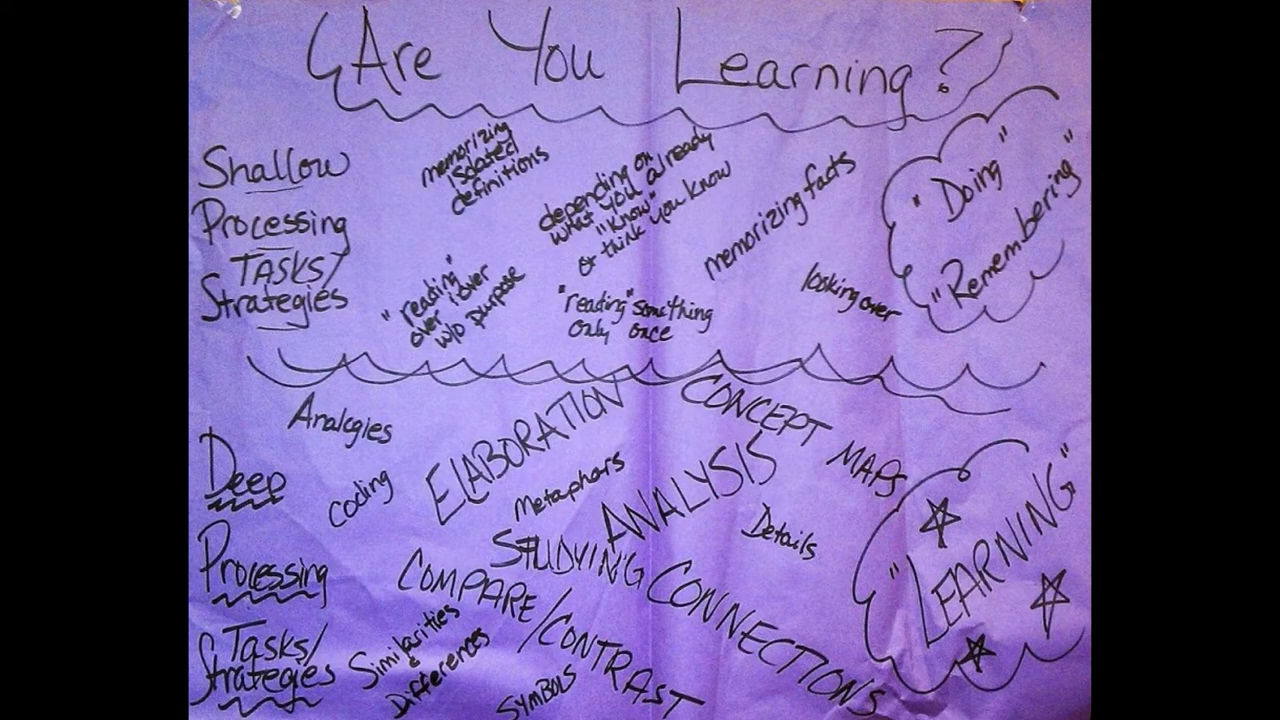 Are You Learning?
Shallow
Processing
TASKS/
Strategies
memorizing
isolated
definitions
depending on
what you already
"know"
or think you know
memorizing facts
"Doing"
"Remembering"
"reading"
over + over
w/o purpose
"reading" something
only once
looking over
Deep
Processing
Tasks/
Strategies
Analogies
coding
ELABORATION
Metaphors
CONCEPT MAPS
ANALYSIS
Details
STUDYING
COMPARE/CONTRAST
CONNECTIONS
Similarities
&
Differences
SYMBOLS
"LEARNING"